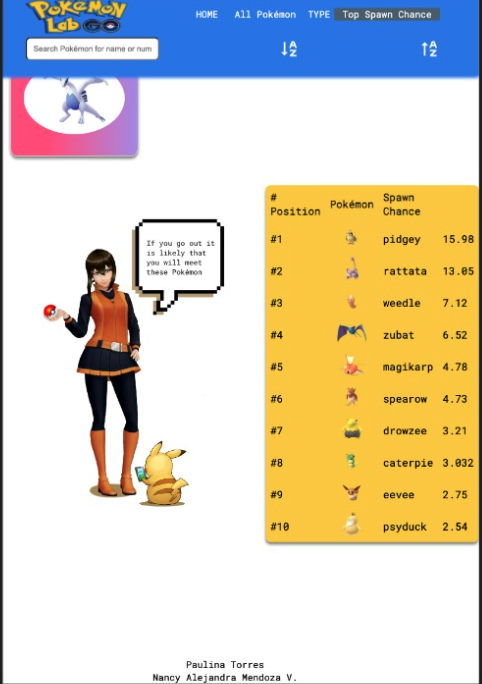 POKÉMON
Lab GO
HOME All Pokémon TYPE Top Spawn Chance
Search Pokémon for name or num
A
Z
A
Z
If you go out it
is likely that
you will meet
these Pokémon
# Position Pokémon Spawn Chance
#1 pidgey 15.98
#2 rattata 13.05
#3 weedle 7.12
#4 zubat 6.52
#5 magikarp 4.78
#6 spearow 4.73
#7 drowzee 3.21
#8 caterpie 3.032
#9 eevee 2.75
#10 psyduck 2.54
Paulina Torres
Nancy Alejandra Mendoza V.